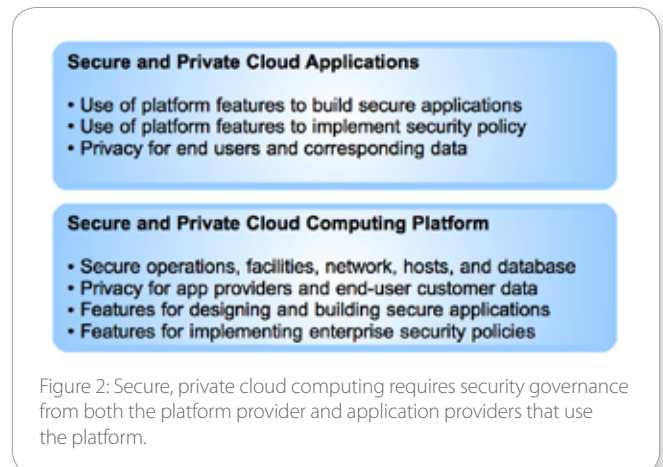 Secure and Private Cloud Applications
• Use of platform features to build secure applications
• Use of platform features to implement security policy
• Privacy for end users and corresponding data
Secure and Private Cloud Computing Platform
• Secure operations, facilities, network, hosts, and database
• Privacy for app providers and end-user customer data
• Features for designing and building secure applications
• Features for implementing enterprise security policies
Figure 2: Secure, private cloud computing requires security governance
from both the platform provider and application providers that use
the platform.